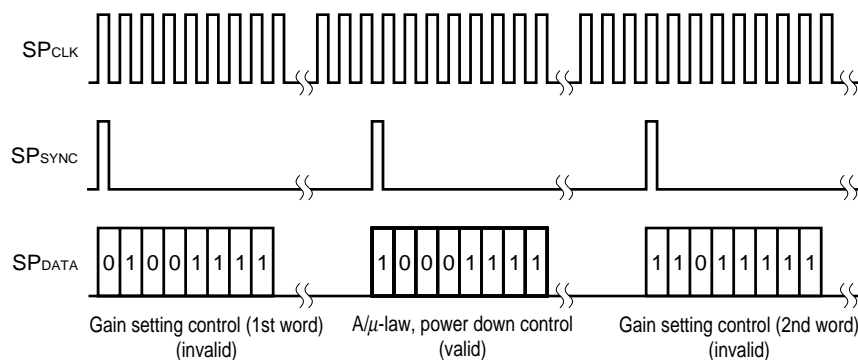 SPCLK
SPSYNC
SPDATA
0 1 0 0 1 1 1 1
1 0 0 0 1 1 1 1
1 1 0 1 1 1 1 1
Gain setting control (1st word)
(invalid)
A/μ-law, power down control
(valid)
Gain setting control (2nd word)
(invalid)